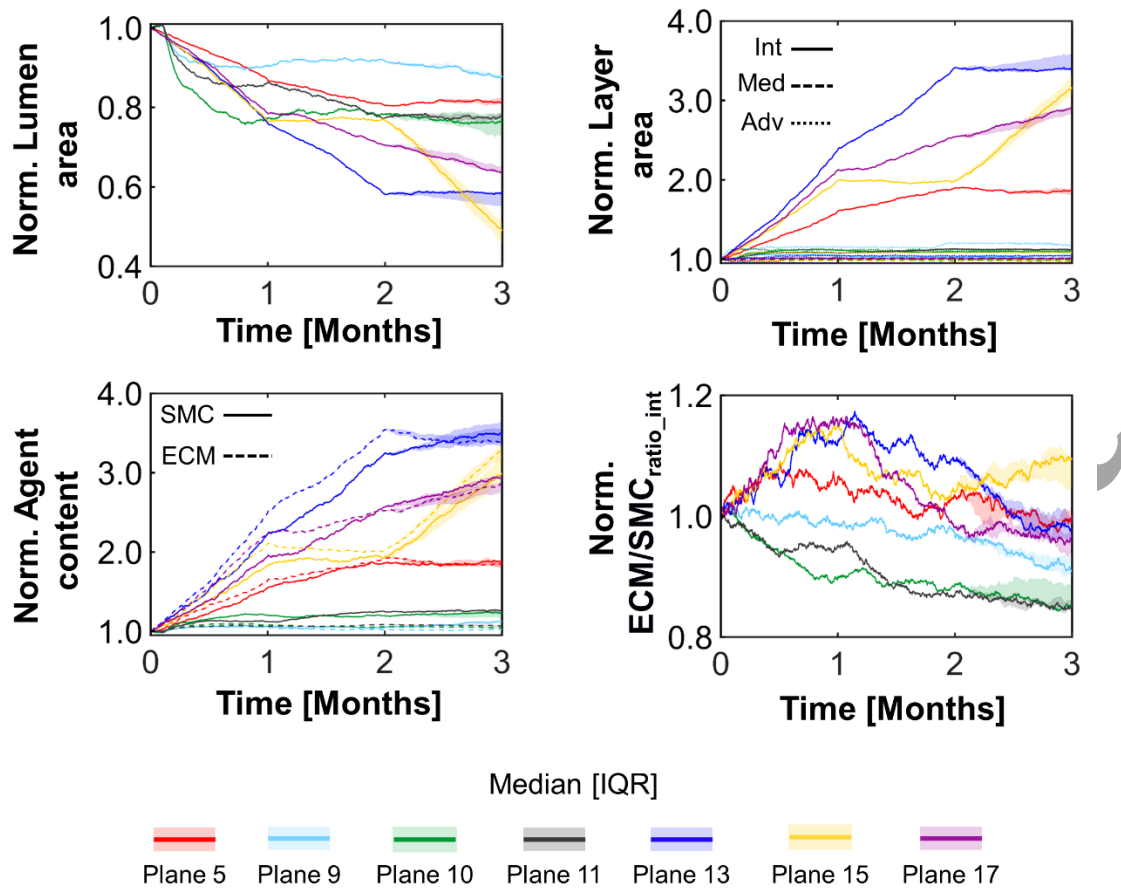 1.0
0.8
0.6
0.4
0 1 2 3
Norm. Lumen
area
Time [Months]
4.0
3.0
2.0
1.0
0 1 2 3
Norm. Layer
area
Int
Med
Adv
Time [Months]
4.0
3.0
2.0
1.0
0 1 2 3
Norm. Agent
content
SMC
ECM
Time [Months]
1.2
1.0
0.8
0 1 2 3
Norm.
ECM/SMCratio_int
Time [Months]
Median [IQR]
Plane 5 Plane 9 Plane 10 Plane 11 Plane 13 Plane 15 Plane 17